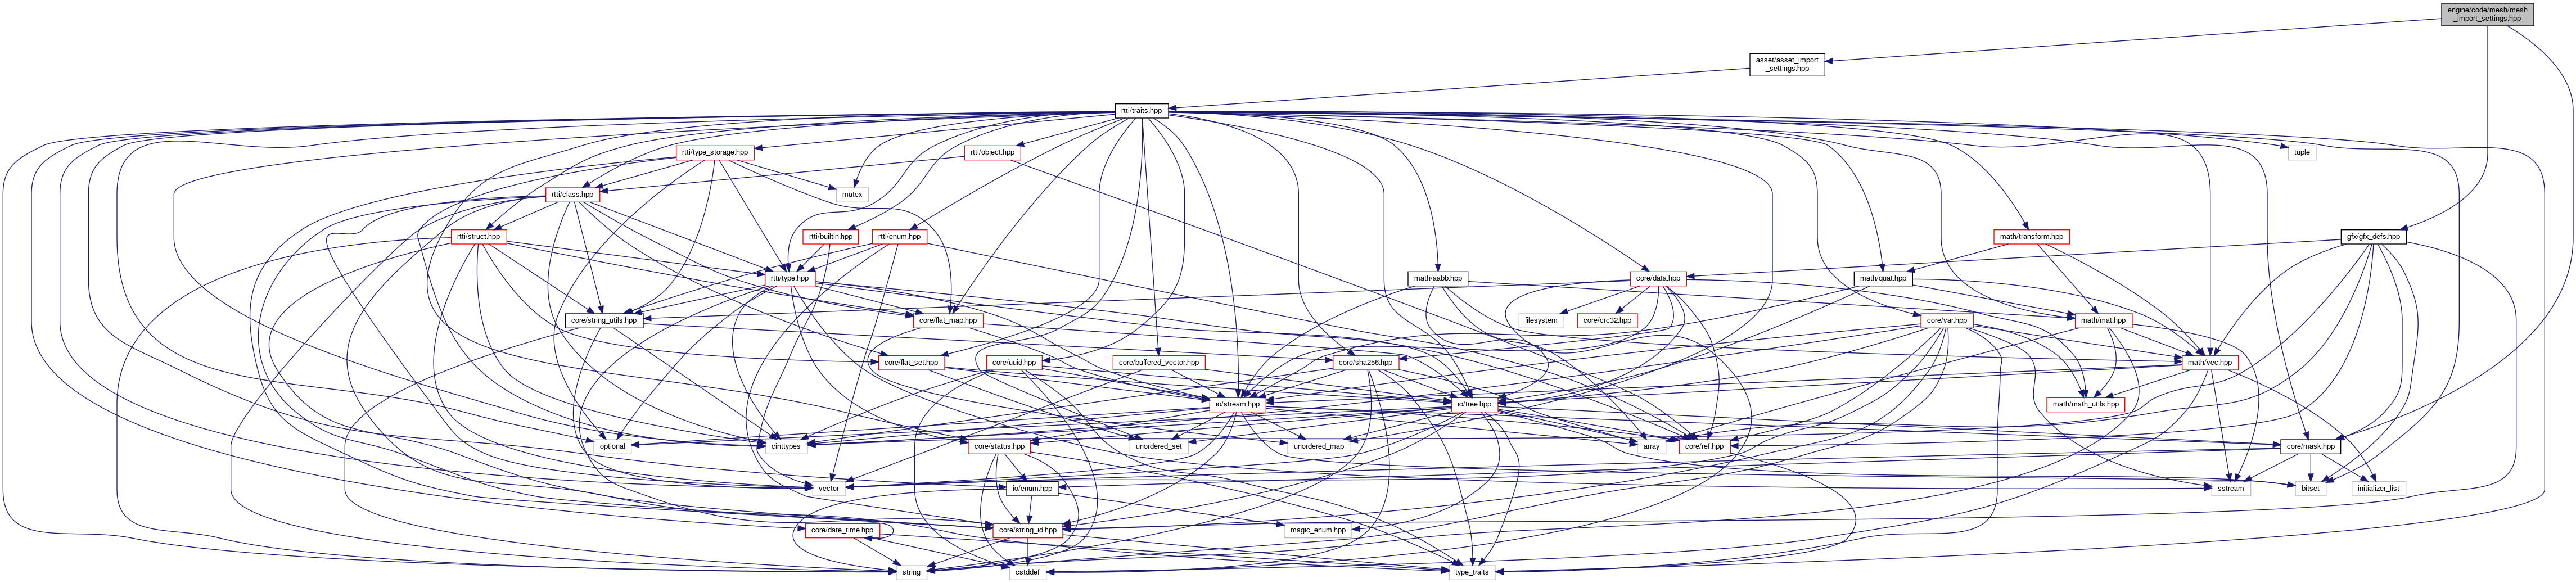 engine/code/mesh/mesh
_import_settings.hpp
asset/asset_import
_settings.hpp
rtti/traits.hpp
rtti/type_storage.hpp
rtti/object.hpp
tuple
rtti/class.hpp
mutex
rtti/struct.hpp
rtti/builtin.hpp
rtti/enum.hpp
math/transform.hpp
gfx/gfx_defs.hpp
rtti/type.hpp
math/aabb.hpp
core/data.hpp
math/quat.hpp
core/string_utils.hpp
core/flat_map.hpp
filesystem
core/crc32.hpp
core/var.hpp
math/mat.hpp
core/flat_set.hpp
core/uuid.hpp
core/buffered_vector.hpp
core/sha256.hpp
math/vec.hpp
io/stream.hpp
io/tree.hpp
math/math_utils.hpp
optional
cinttypes
core/status.hpp
unordered_set
unordered_map
array
core/ref.hpp
core/mask.hpp
vector
io/enum.hpp
sstream
bitset
initializer_list
core/date_time.hpp
core/string_id.hpp
magic_enum.hpp
string
cstddef
type_traits